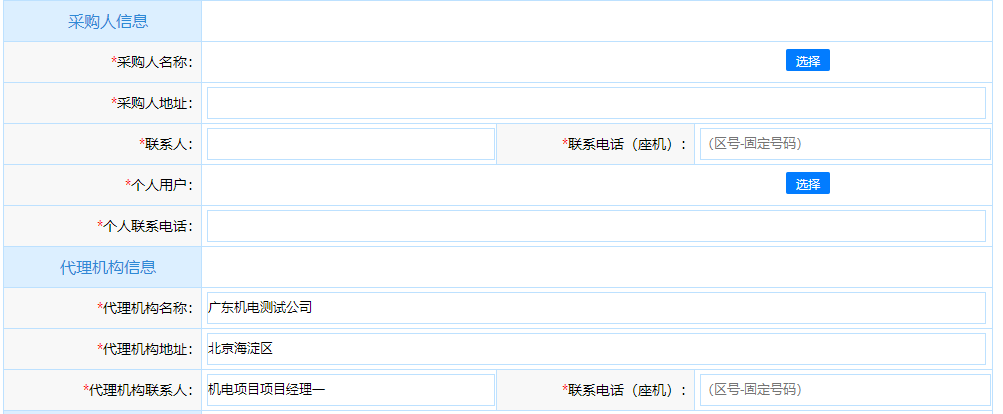 采购人信息
*采购人名称: 选择
*采购人地址:
*联系人: *联系电话（座机）: (区号-固定号码)
*个人用户: 选择
*个人联系电话:
代理机构信息
*代理机构名称: 广东机电测试公司
*代理机构地址: 北京海淀区
*代理机构联系人: 机电项目项目经理一 *联系电话（座机）: (区号-固定号码)